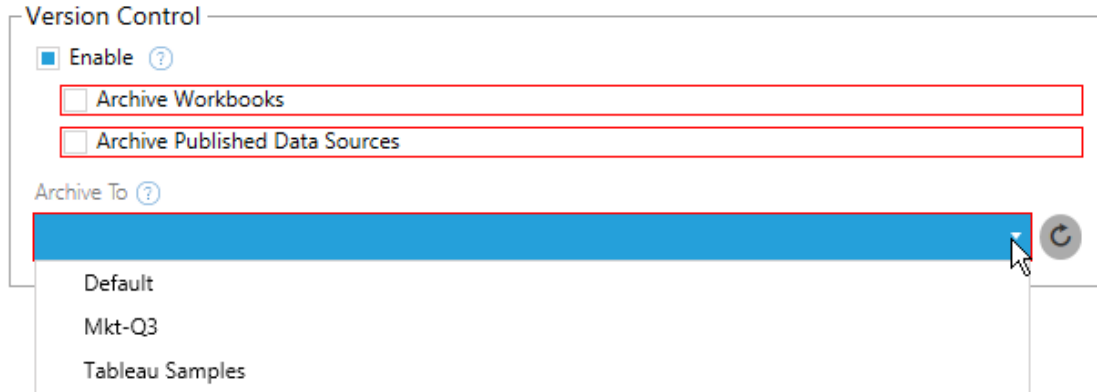 Version Control
Enable ?
Archive Workbooks
Archive Published Data Sources
Archive To ?
Default
Mkt-Q3
Tableau Samples